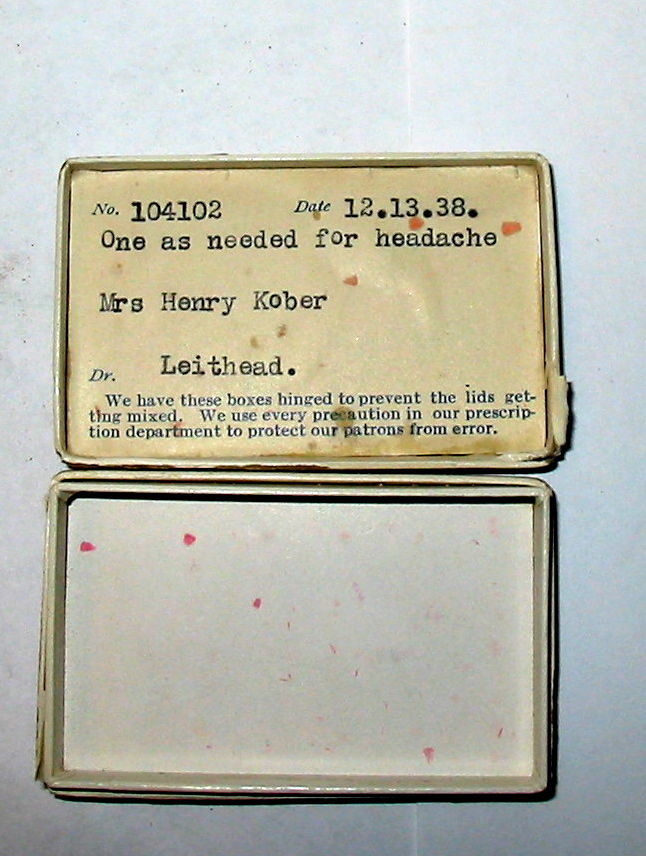 No. 104102 Date 12.13.38.
One as needed for headache
Mrs Henry Kober
Dr. Leithead.
We have these boxes hinged to prevent the lids get-
ting mixed. We use every precaution in our prescrip-
tion department to protect our patrons from error.